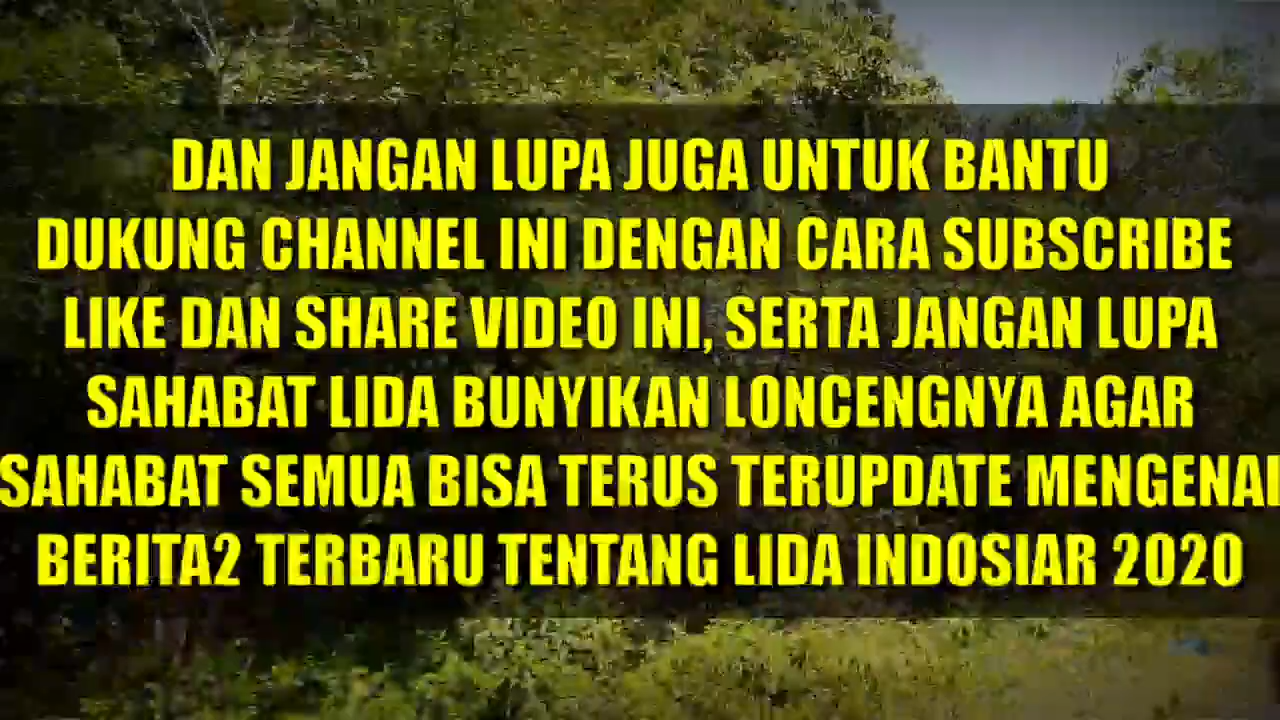 DAN JANGAN LUPA JUGA UNTUK BANTU
DUKUNG CHANNEL INI DENGAN CARA SUBSCRIBE
LIKE DAN SHARE VIDEO INI, SERTA JANGAN LUPA
SAHABAT LIDA BUNYIKAN LONCENGNYA AGAR
SAHABAT SEMUA BISA TERUS TERUPDATE MENGENAI
BERITA2 TERBARU TENTANG LIDA INDOSIAR 2020